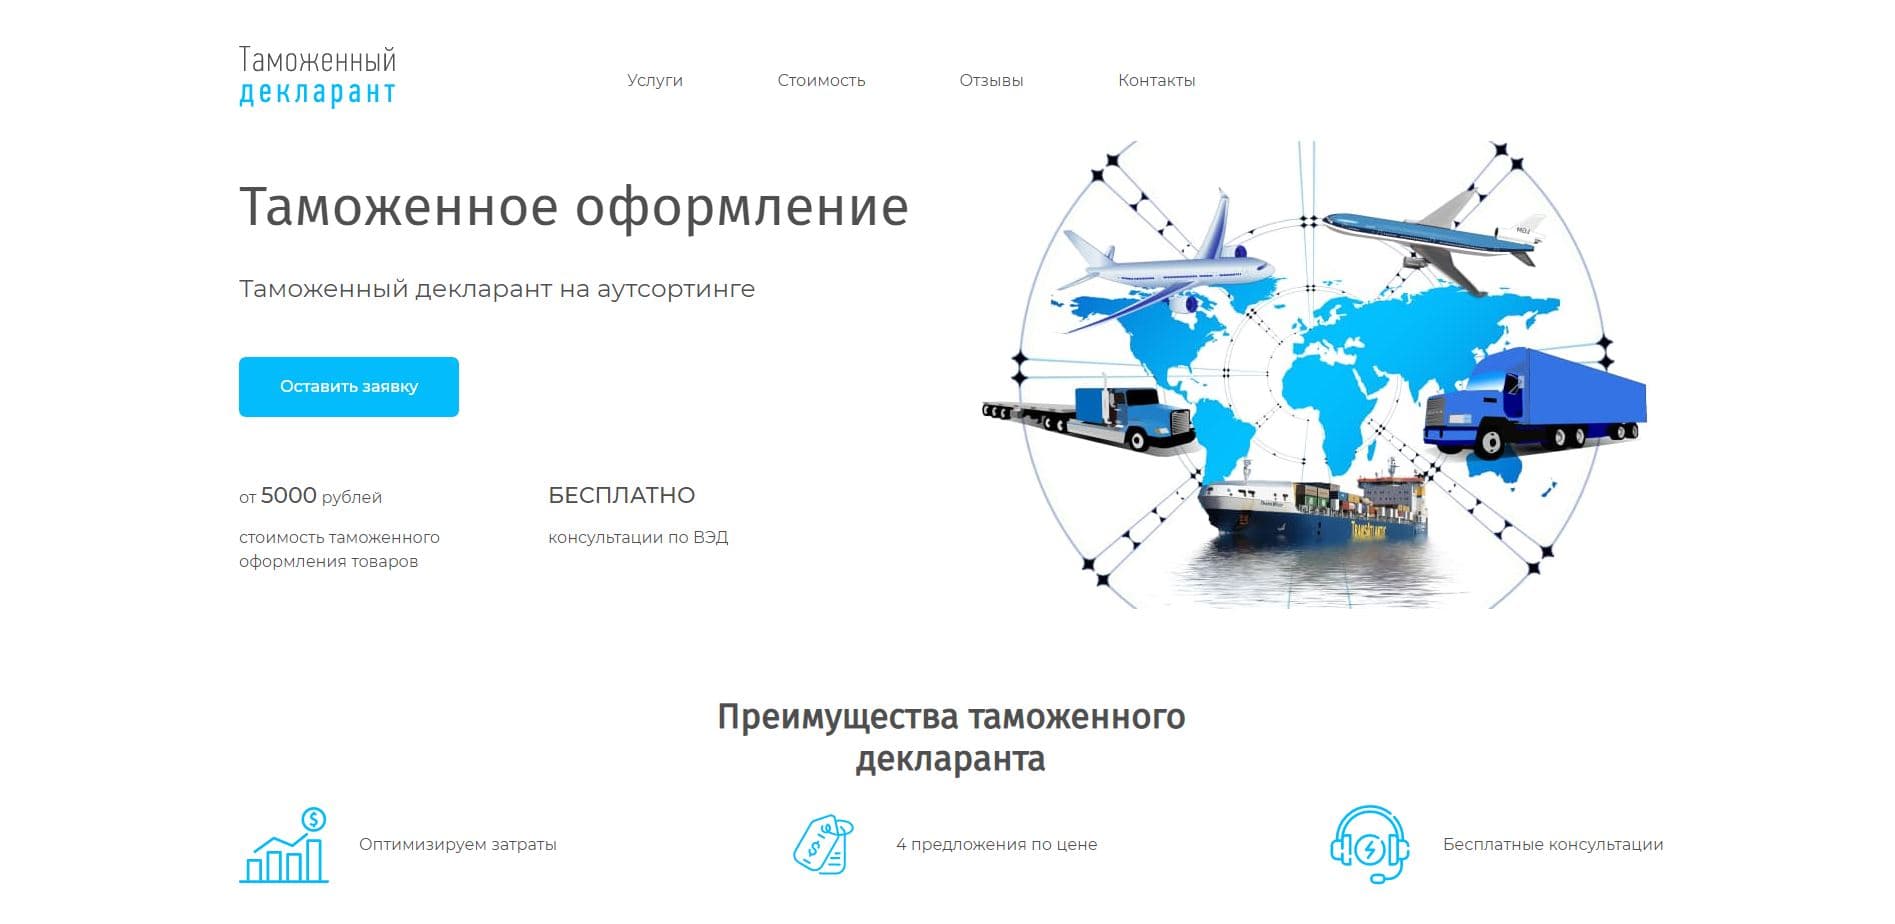 Таможенный
декларант
Услуги
Стоимость
Отзывы
Контакты
Таможенное оформление
Таможенный декларант на аутсортинге
Оставить заявку
от 5000 рублей
стоимость таможенного
оформления товаров
БЕСПЛАТНО
консультации по ВЭД
TRANSATLANTIC
Преимущества таможенного
декларанта
Оптимизируем затраты
4 предложения по цене
Бесплатные консультации